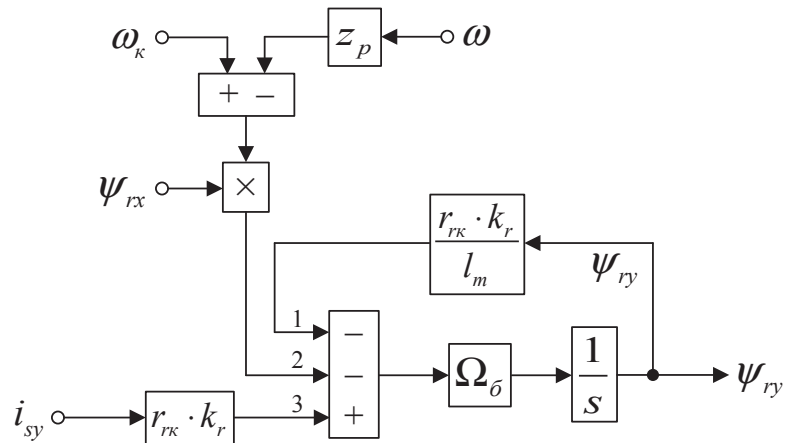 ω_к
z_p
ω
+ −
ψ_rx
×
r_rк · k_r / l_m
ψ_ry
1
−
2
−
3
+
Ω_б
1/s
ψ_ry
i_sy
r_rк · k_r